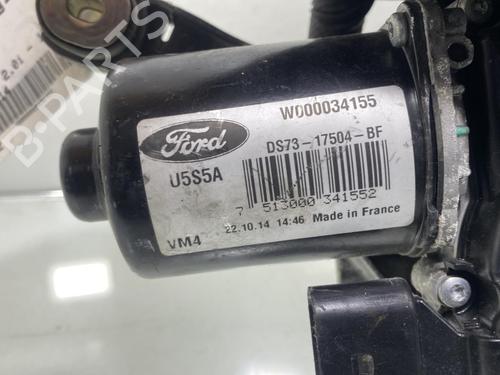 W000034155
Ford
DS73-17504-BF
U5S5A
7 513000 341552
VM4
22.10.14 14:46 Made in France
B-Parts